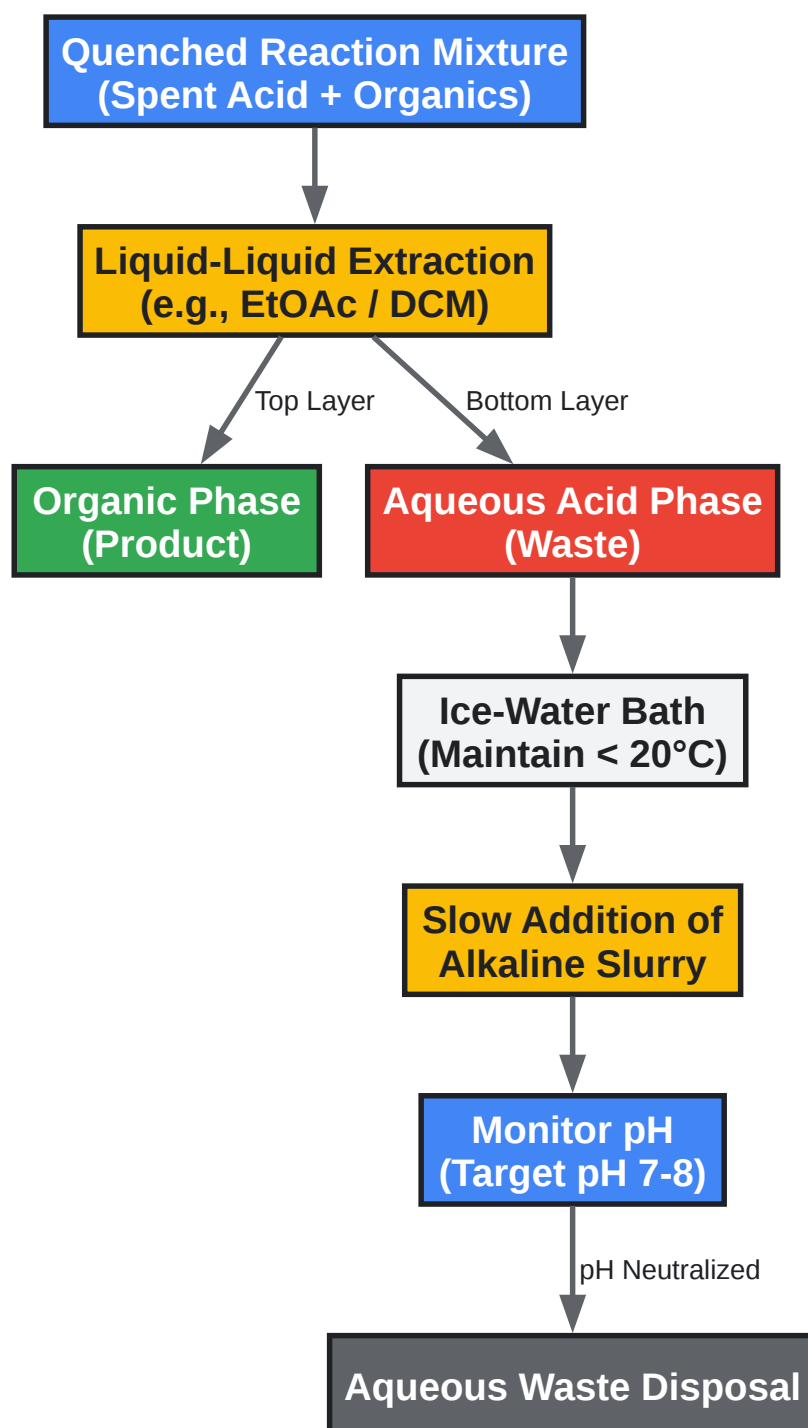 Quenched Reaction Mixture
(Spent Acid + Organics)
Liquid-Liquid Extraction
(e.g., EtOAc / DCM)
Top Layer
Bottom Layer
Organic Phase
(Product)
Aqueous Acid Phase
(Waste)
Ice-Water Bath
(Maintain < 20°C)
Slow Addition of
Alkaline Slurry
Monitor pH
(Target pH 7-8)
pH Neutralized
Aqueous Waste Disposal